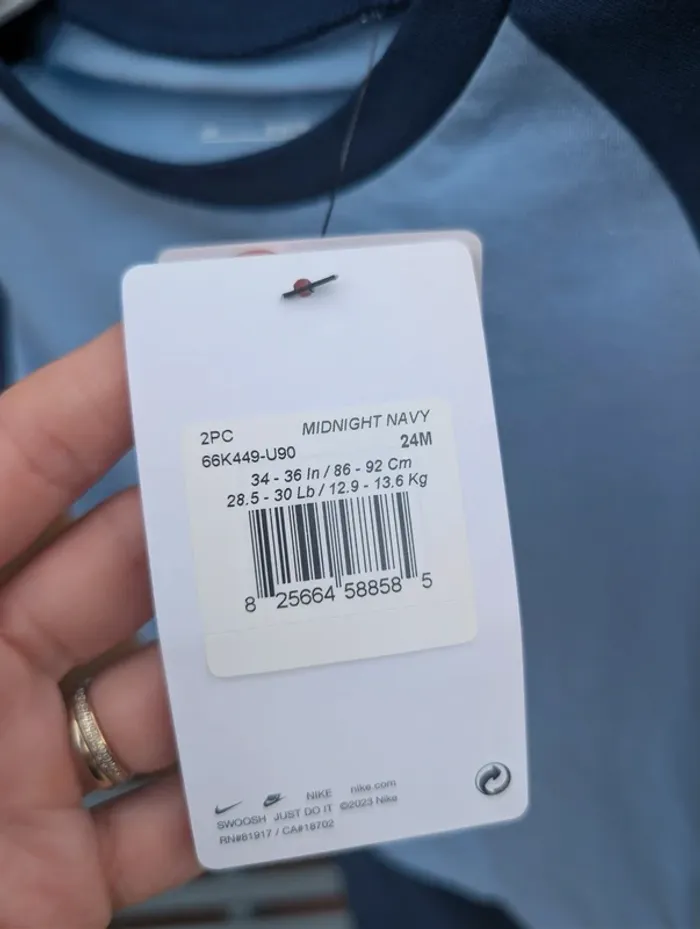 2PC MIDNIGHT NAVY
66K449-U90 24M
34 - 36 In / 86 - 92 Cm
28.5 - 30 Lb / 12.9 - 13.6 Kg
8 25664 58858 5
NIKE nike.com
SWOOSH JUST DO IT ©2023 Nike
RN#81917 / CA#18702